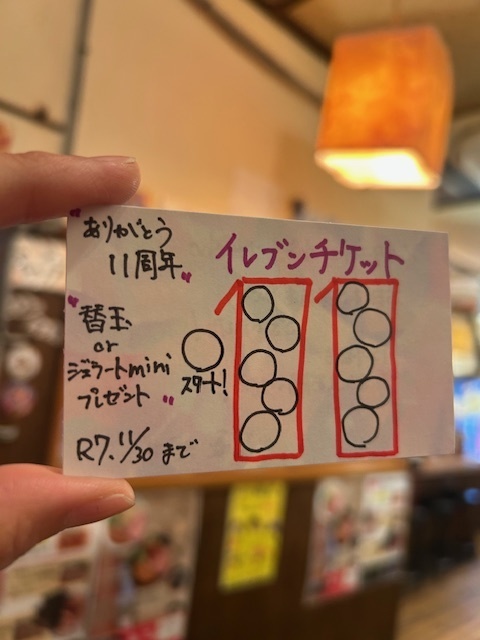 "ありがとう
11周年"
イレブンチケット
"替玉
or
ジェラートmini
プレゼント"
スタート!
R7.11/30まで